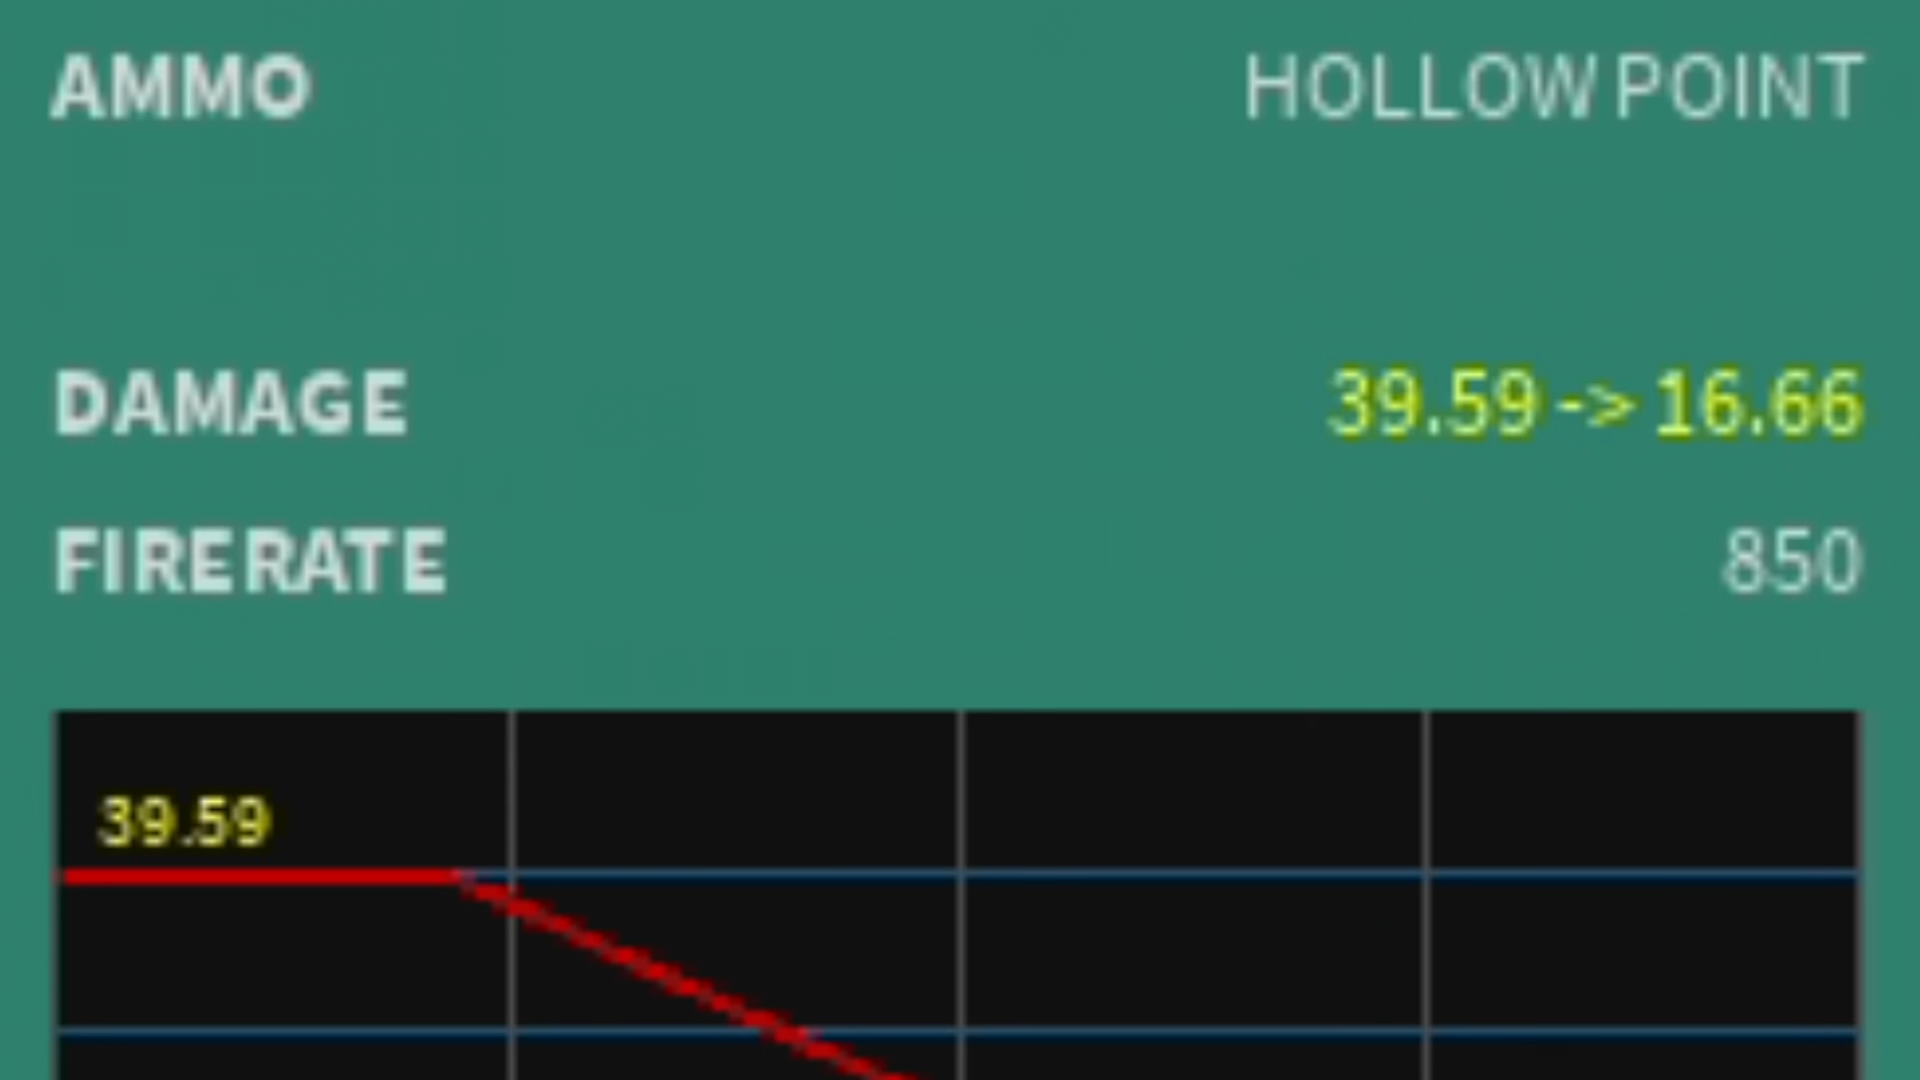 AMMO HOLLOW POINT
DAMAGE 39.59 -> 16.66
FIRERATE 850
39.59